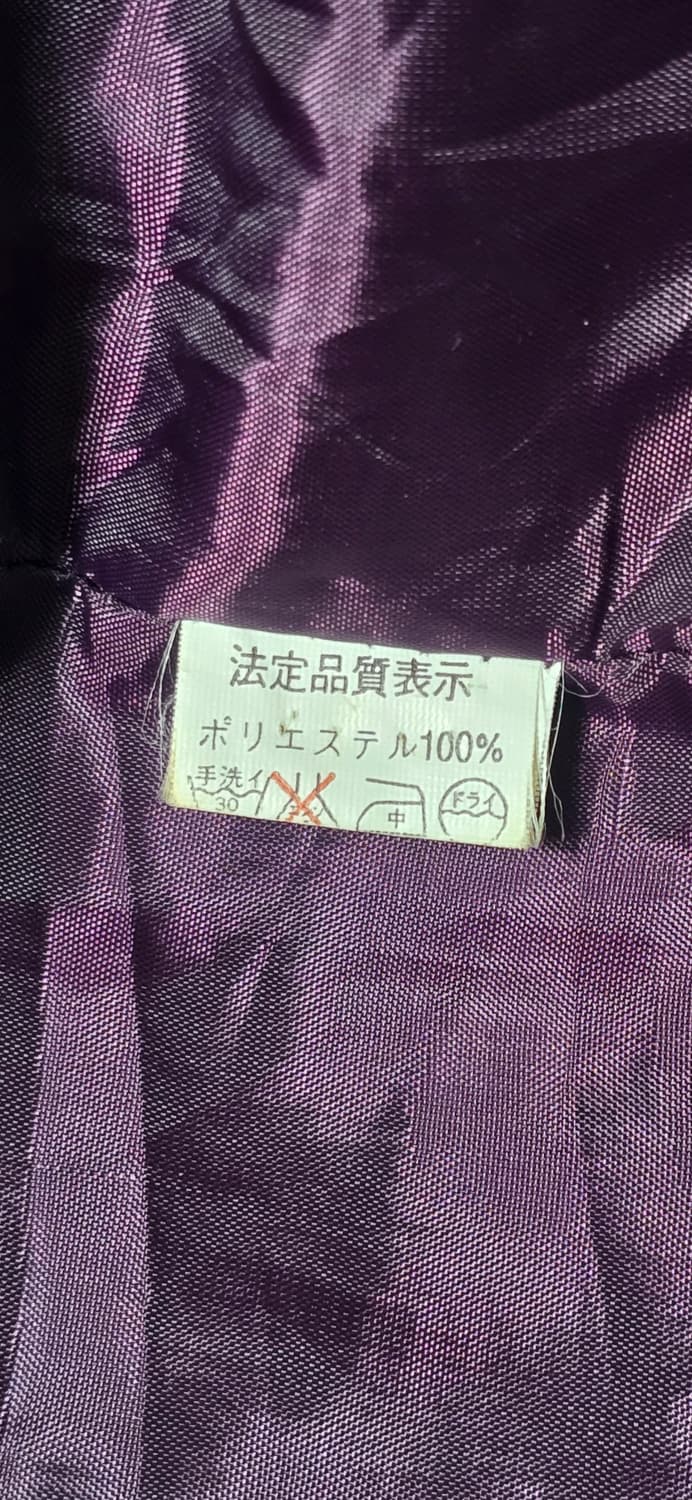 法定品質表示
ポリエステル100%
手洗イ 中 ドライ
30